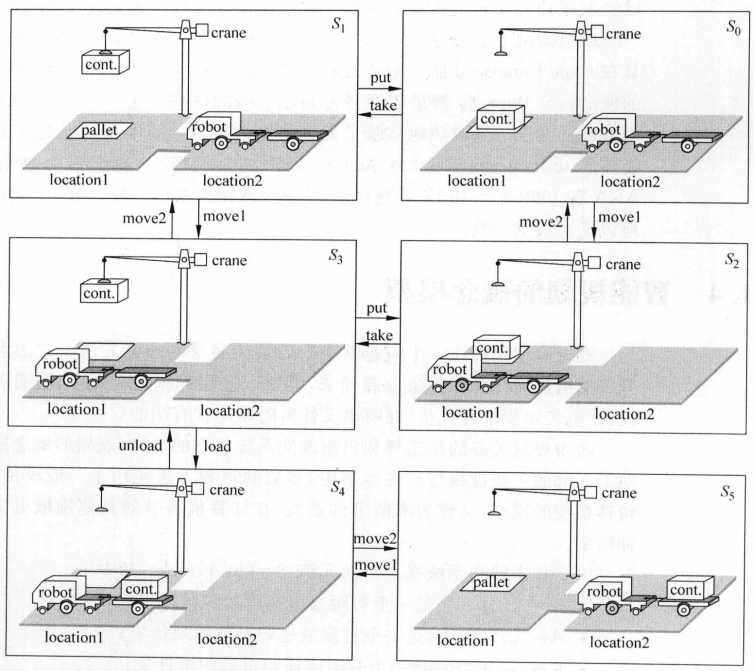 S1
crane
cont.
pallet
robot
location1
location2
put
take
S0
crane
cont.
robot
location1
location2
move2
move1
move2
move1
S3
crane
cont.
robot
location1
location2
put
take
S2
crane
cont.
robot
location1
location2
unload
load
S4
crane
robot
cont.
location1
location2
move2
move1
S5
crane
pallet
robot
cont.
location1
location2